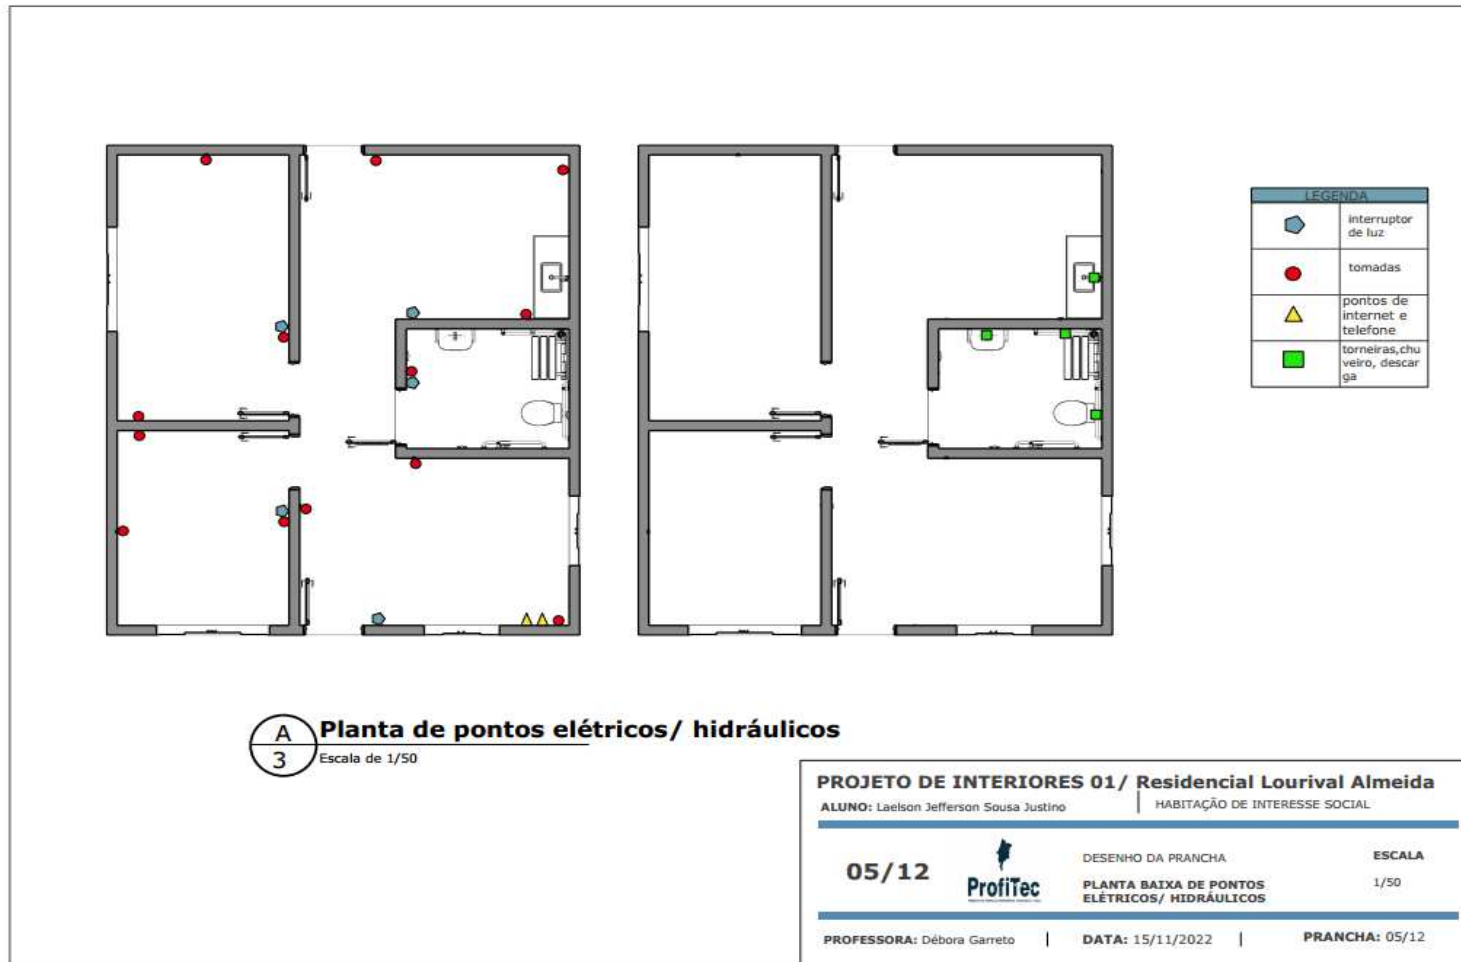 LEGENDA
interruptor
de luz
tomadas
pontos de
internet e
telefone
torneiras,chu
veiro, descar
ga
A
3
Planta de pontos elétricos/ hidráulicos
Escala de 1/50
PROJETO DE INTERIORES 01/ Residencial Lourival Almeida
ALUNO: Laelson Jefferson Sousa Justino
HABITAÇÃO DE INTERESSE SOCIAL
05/12
ProfiTec
DESENHO DA PRANCHA
PLANTA BAIXA DE PONTOS
ELÉTRICOS/ HIDRÁULICOS
ESCALA
1/50
PROFESSORA: Débora Garreto
DATA: 15/11/2022
PRANCHA: 05/12